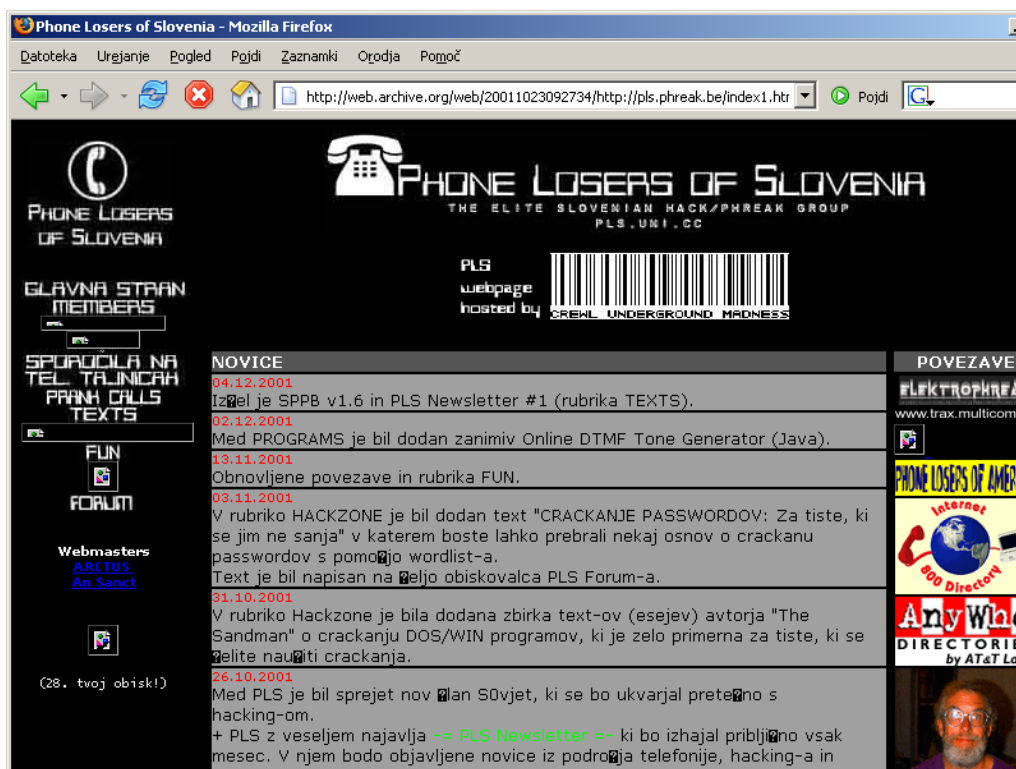 Phone Losers of Slovenia - Mozilla Firefox
Datoteka Urejanje Pogled Pojdi Zaznamki Orodja Pomoč
http://web.archive.org/web/20011023092734/http://pls.phreak.be/index1.htr Pojdi G
PHONE LOSERS
OF SLOVENIA
PHONE LOSERS OF SLOVENIA
THE ELITE SLOVENIAN HACK/PHREAK GROUP
PLS.UNI.CC
PLS
webpage
hosted by
CREWL UNDERGROUND MADNESS
GLAVNA STRAN
MEMBERS
SPOROČILA NA
TEL. TAJNICAH
PRANK CALLS
TEXTS
FUN
FORUM
Webmasters
ARCTUS
An Sanct
(28. tvoj obisk!)
NOVICE
04.12.2001
Iz�el je SPPB v1.6 in PLS Newsletter #1 (rubrika TEXTS).
02.12.2001
Med PROGRAMS je bil dodan zanimiv Online DTMF Tone Generator (Java).
13.11.2001
Obnovljene povezave in rubrika FUN.
03.11.2001
V rubriko HACKZONE je bil dodan text "CRACKANJE PASSWORDOV: Za tiste, ki
se jim ne sanja" v katerem boste lahko prebrali nekaj osnov o crackanu
passwordov s pomo�jo wordlist-a.
Text je bil napisan na �eljo obiskovalca PLS Forum-a.
31.10.2001
V rubriko Hackzone je bila dodana zbirka text-ov (esejev) avtorja "The
Sandman" o crackanju DOS/WIN programov, ki je zelo primerna za tiste, ki se
�elite nau�iti crackanja.
26.10.2001
Med PLS je bil sprejet nov �lan S0vjet, ki se bo ukvarjal prete�no s
hacking-om.
+ PLS z veseljem najavlja -= PLS Newsletter =- ki bo izhajal pribli�no vsak
mesec. V njem bodo objavljene novice iz podro�ja telefonije, hacking-a in
POVEZAVE
ELEKTROPHREA
www.trax.multicom
PHONE LOSERS OF AMER
Internet
800 Directory
AnyWho
DIRECTORIE
by AT&T La